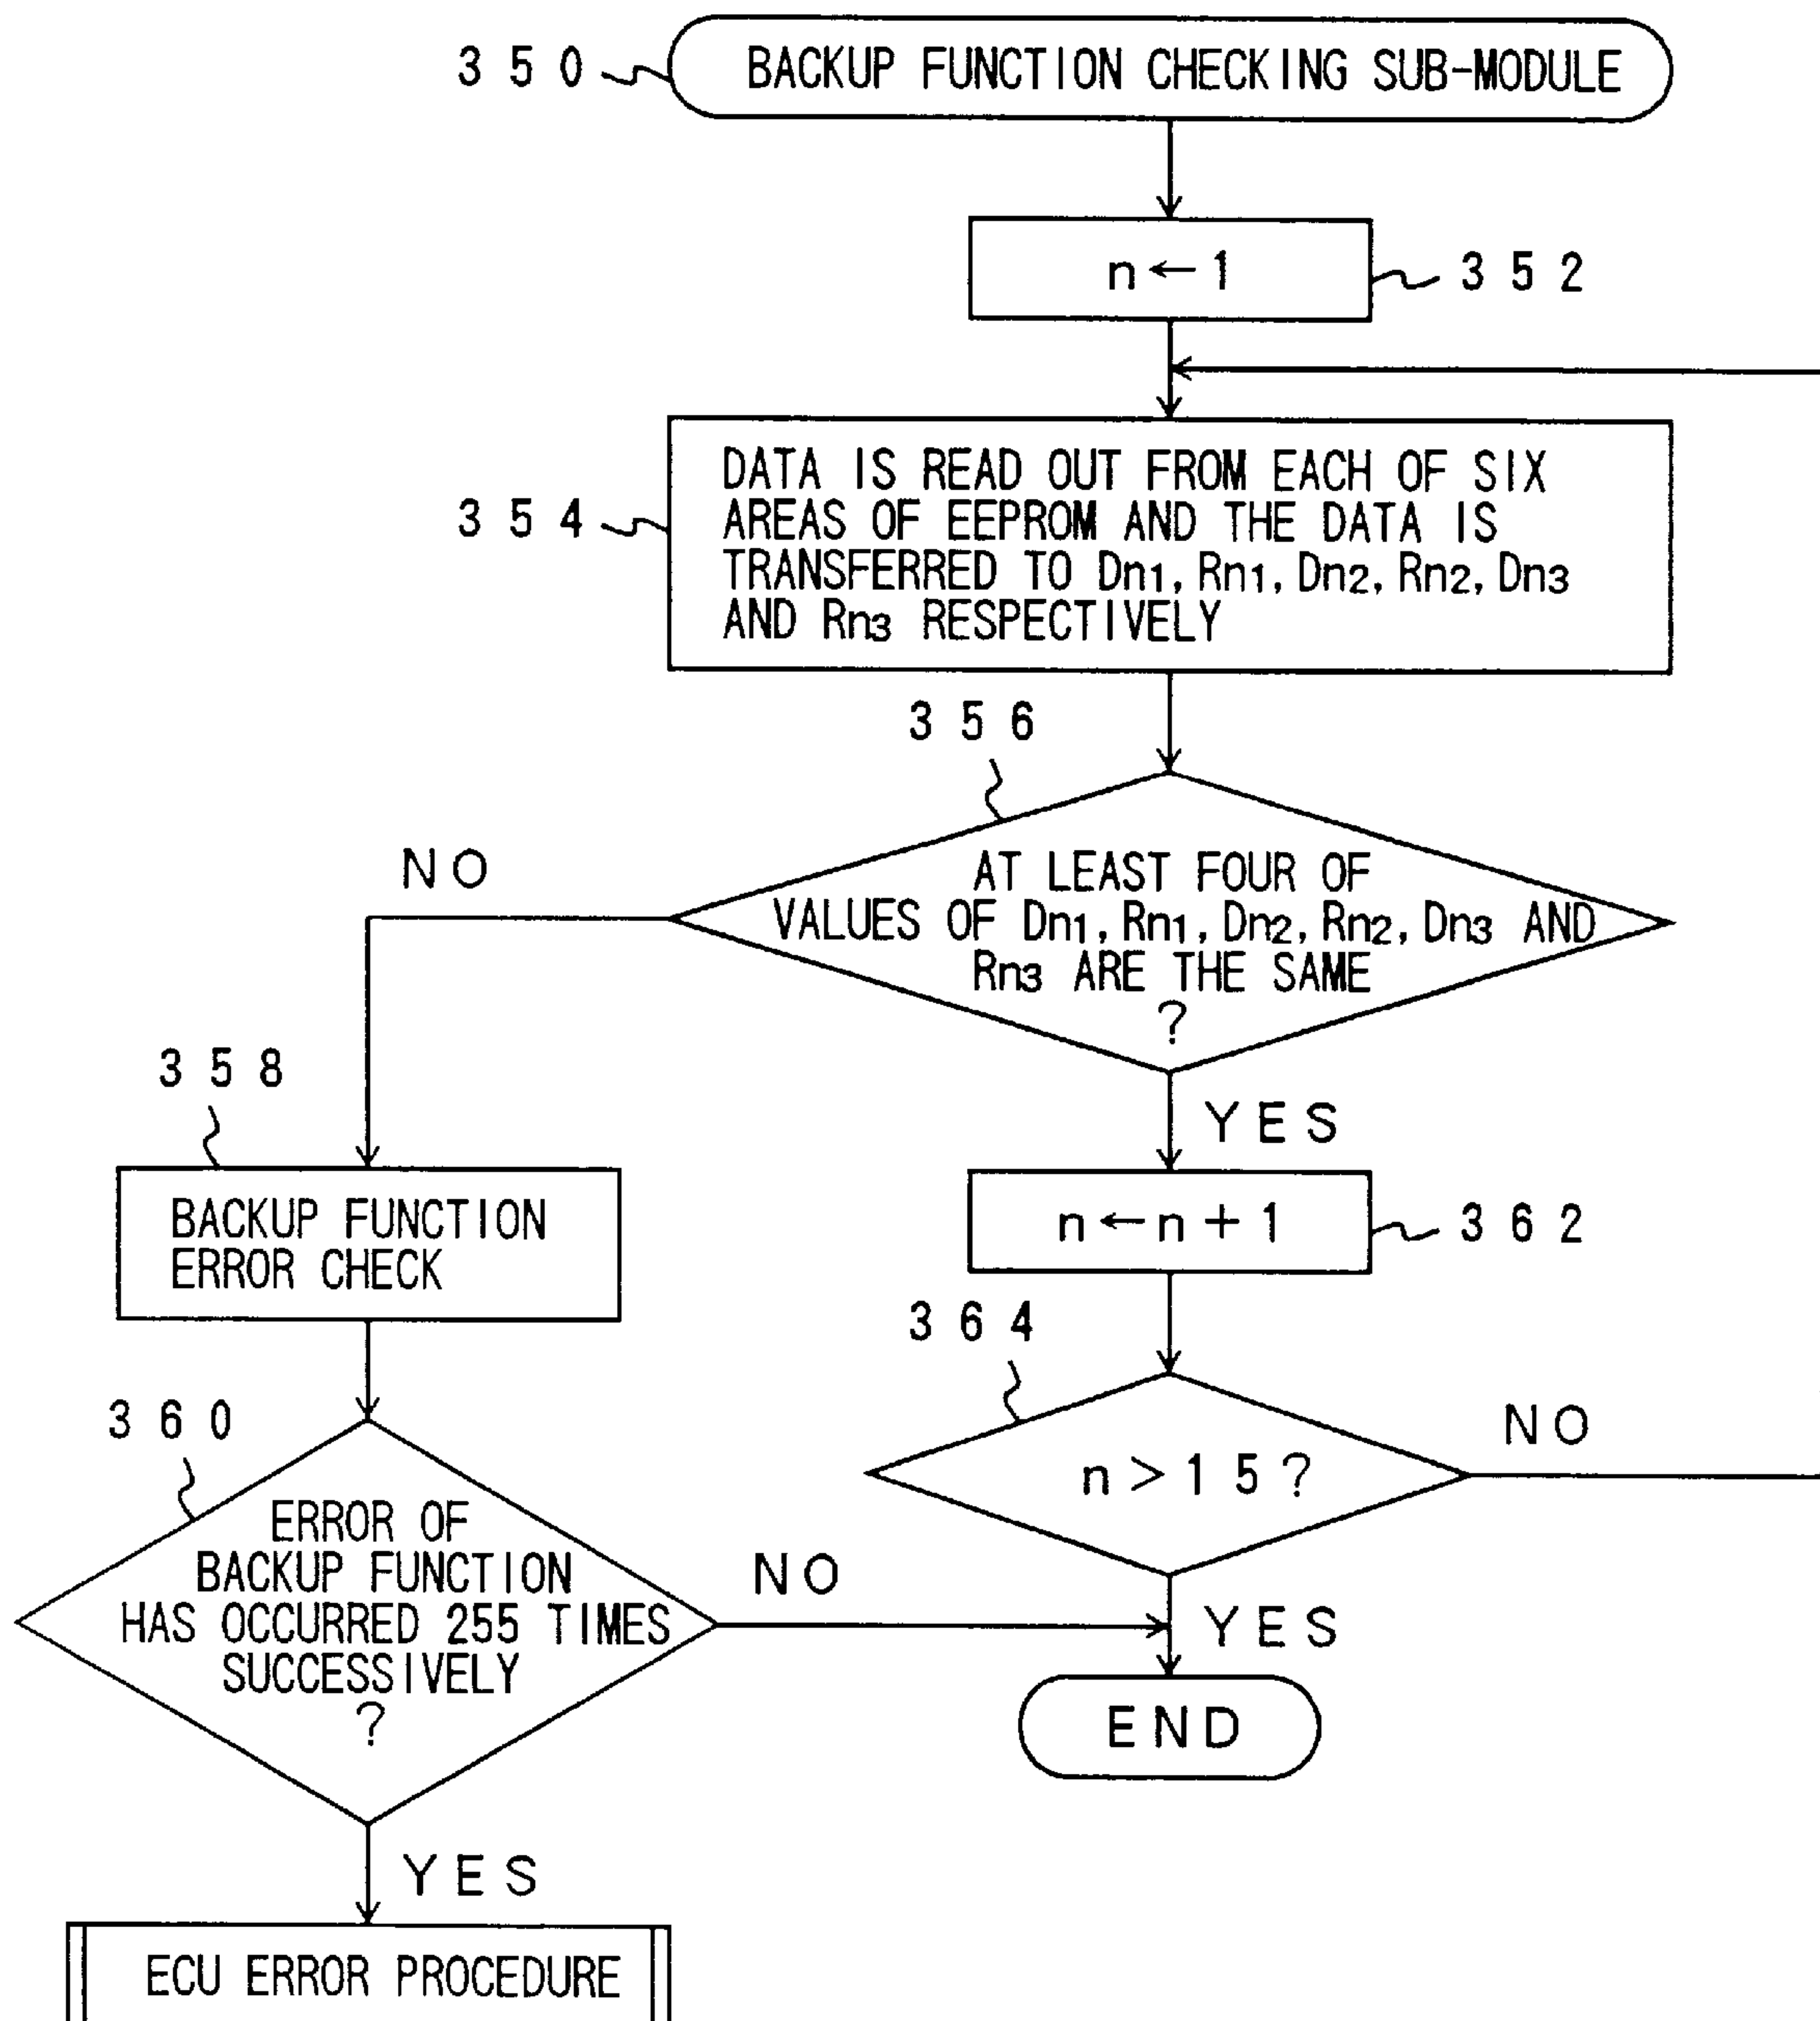 350
BACKUP FUNCTION CHECKING SUB-MODULE
n←1
352
354
DATA IS READ OUT FROM EACH OF SIX
AREAS OF EEPROM AND THE DATA IS
TRANSFERRED TO Dn1, Rn1, Dn2, Rn2, Dn3
AND Rn3 RESPECTIVELY
356
NO
AT LEAST FOUR OF
VALUES OF Dn1, Rn1, Dn2, Rn2, Dn3 AND
Rn3 ARE THE SAME
?
358
YES
BACKUP FUNCTION
ERROR CHECK
n←n+1
362
364
360
NO
n>15?
ERROR OF
BACKUP FUNCTION
HAS OCCURRED 255 TIMES
SUCCESSIVELY
?
NO
YES
END
YES
ECU ERROR PROCEDURE